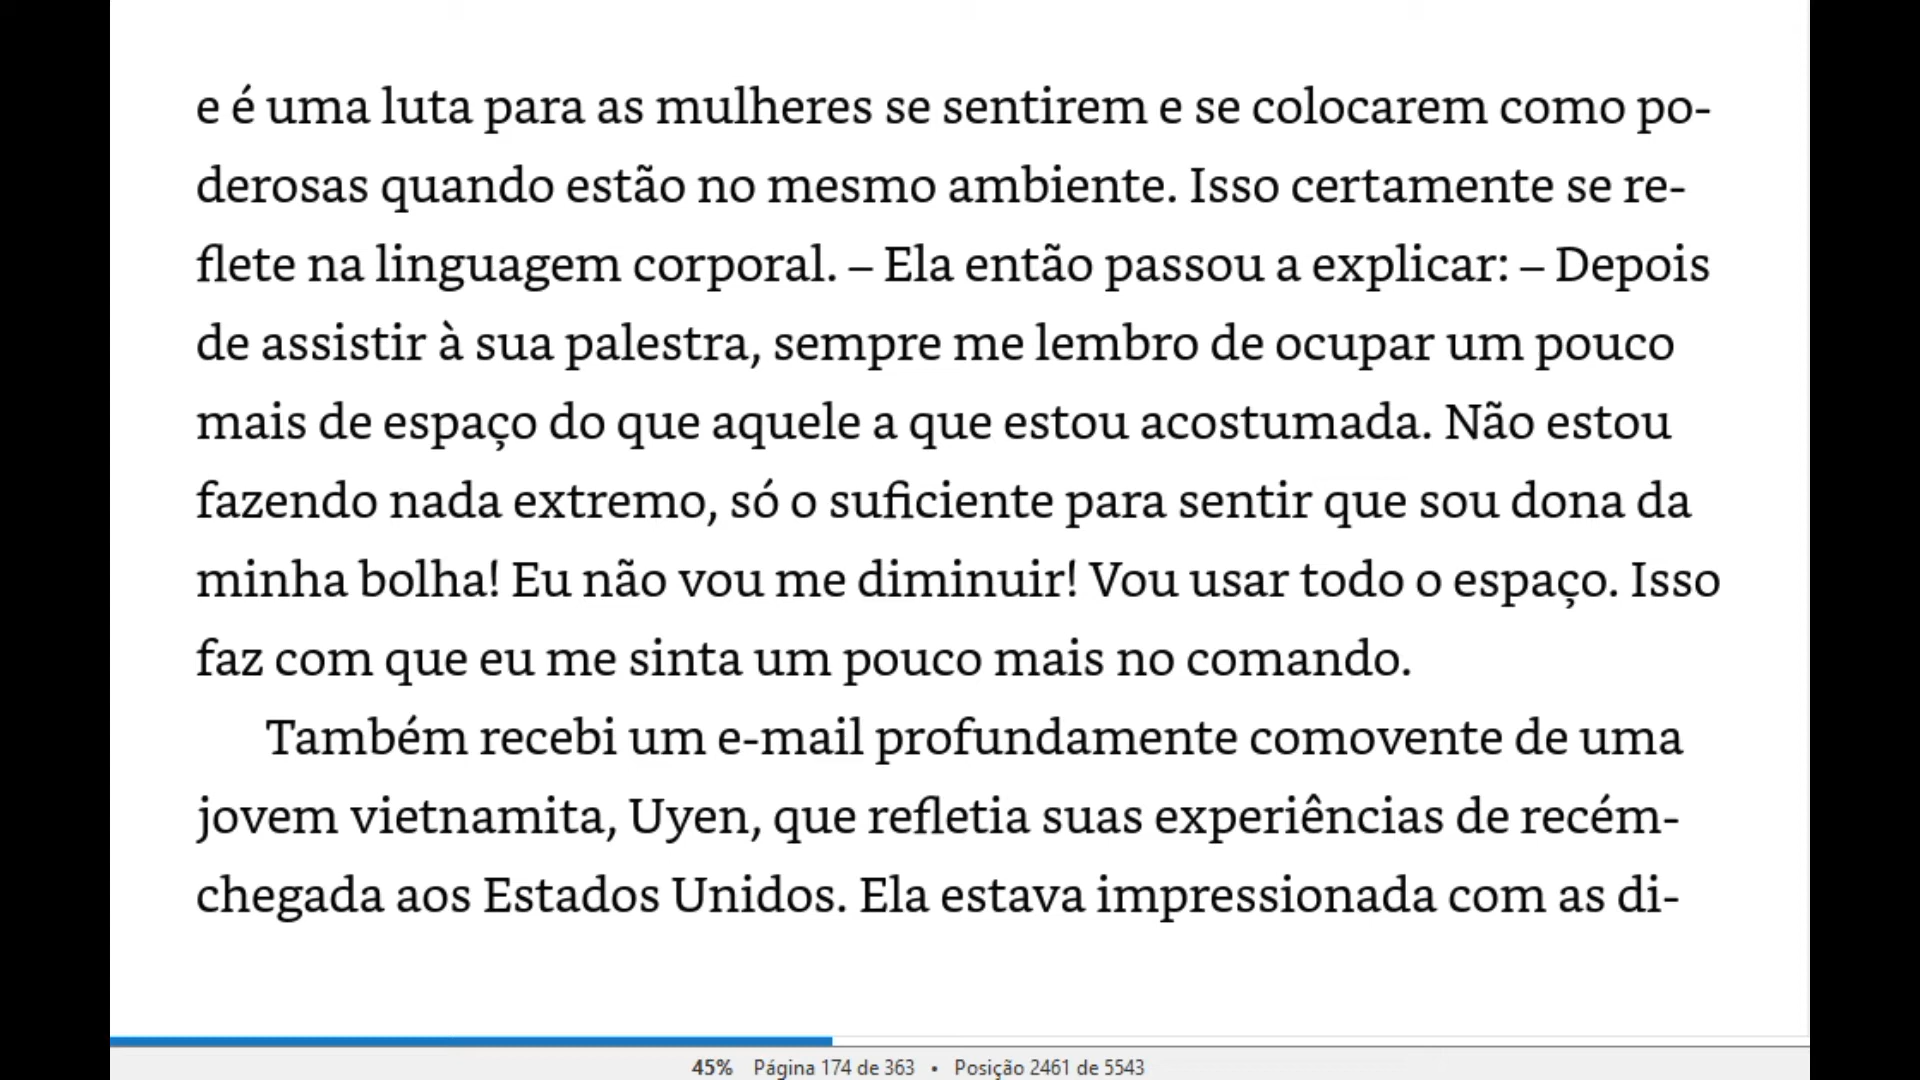 e é uma luta para as mulheres se sentirem e se colocarem como po-
derosas quando estão no mesmo ambiente. Isso certamente se re-
flete na linguagem corporal. – Ela então passou a explicar: – Depois
de assistir à sua palestra, sempre me lembro de ocupar um pouco
mais de espaço do que aquele a que estou acostumada. Não estou
fazendo nada extremo, só o suficiente para sentir que sou dona da
minha bolha! Eu não vou me diminuir! Vou usar todo o espaço. Isso
faz com que eu me sinta um pouco mais no comando.
Também recebi um e-mail profundamente comovente de uma
jovem vietnamita, Uyen, que refletia suas experiências de recém-
chegada aos Estados Unidos. Ela estava impressionada com as di-
45% Página 174 de 363 • Posição 2461 de 5543